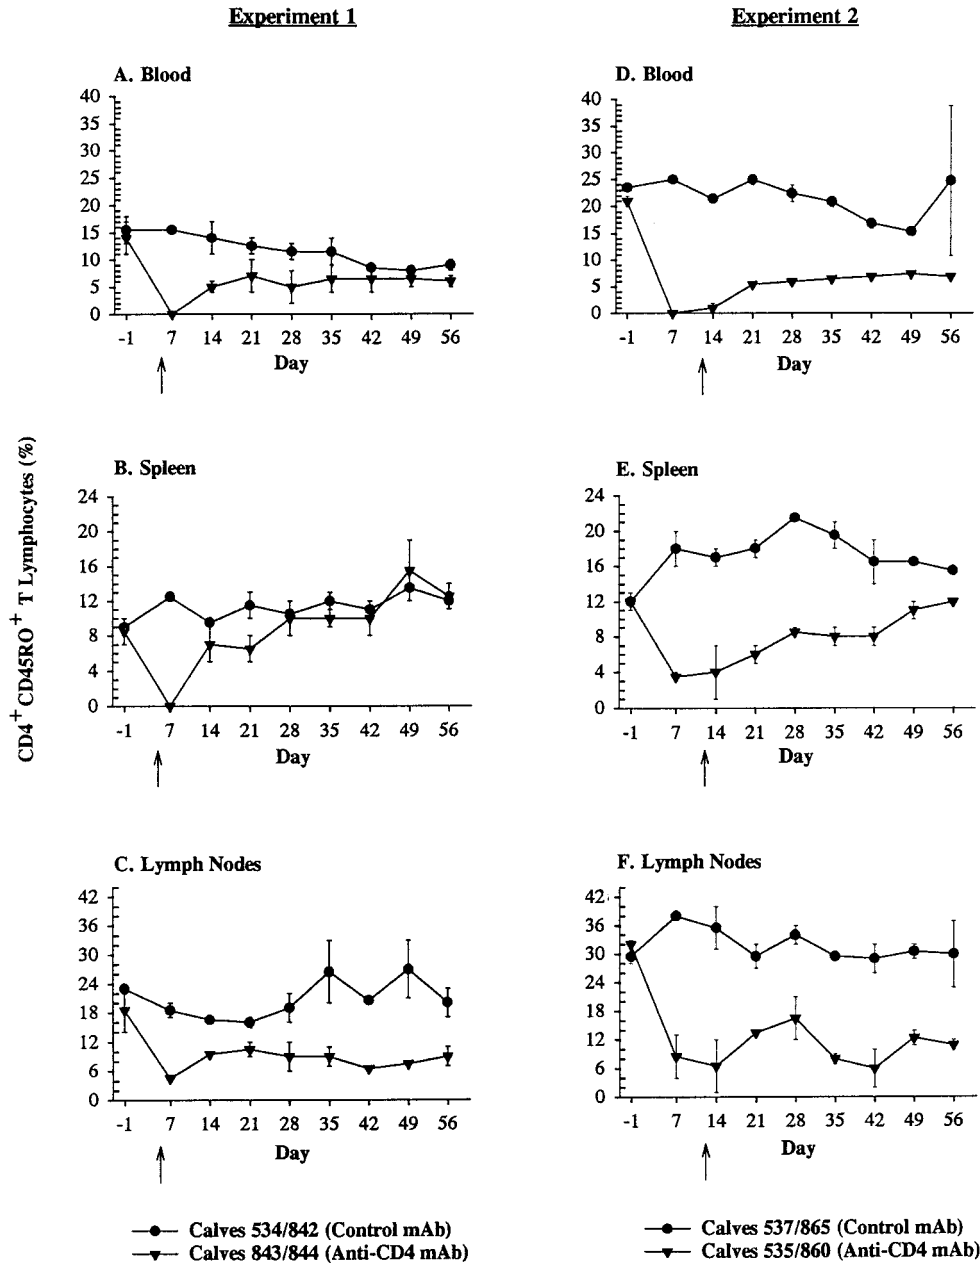 Experiment 1
Experiment 2
A. Blood
40
35
30
25
20
15
10
5
0
-1 7 14 21 28 35 42 49 56
Day
D. Blood
40
35
30
25
20
15
10
5
0
-1 7 14 21 28 35 42 49 56
Day
CD4+ CD45RO+ T Lymphocytes (%)
B. Spleen
24
20
16
12
8
4
0
-1 7 14 21 28 35 42 49 56
Day
E. Spleen
24
20
16
12
8
4
0
-1 7 14 21 28 35 42 49 56
Day
C. Lymph Nodes
42
36
30
24
18
12
6
0
-1 7 14 21 28 35 42 49 56
Day
F. Lymph Nodes
42
36
30
24
18
12
6
0
-1 7 14 21 28 35 42 49 56
Day
Calves 534/842 (Control mAb)
Calves 843/844 (Anti-CD4 mAb)
Calves 537/865 (Control mAb)
Calves 535/860 (Anti-CD4 mAb)